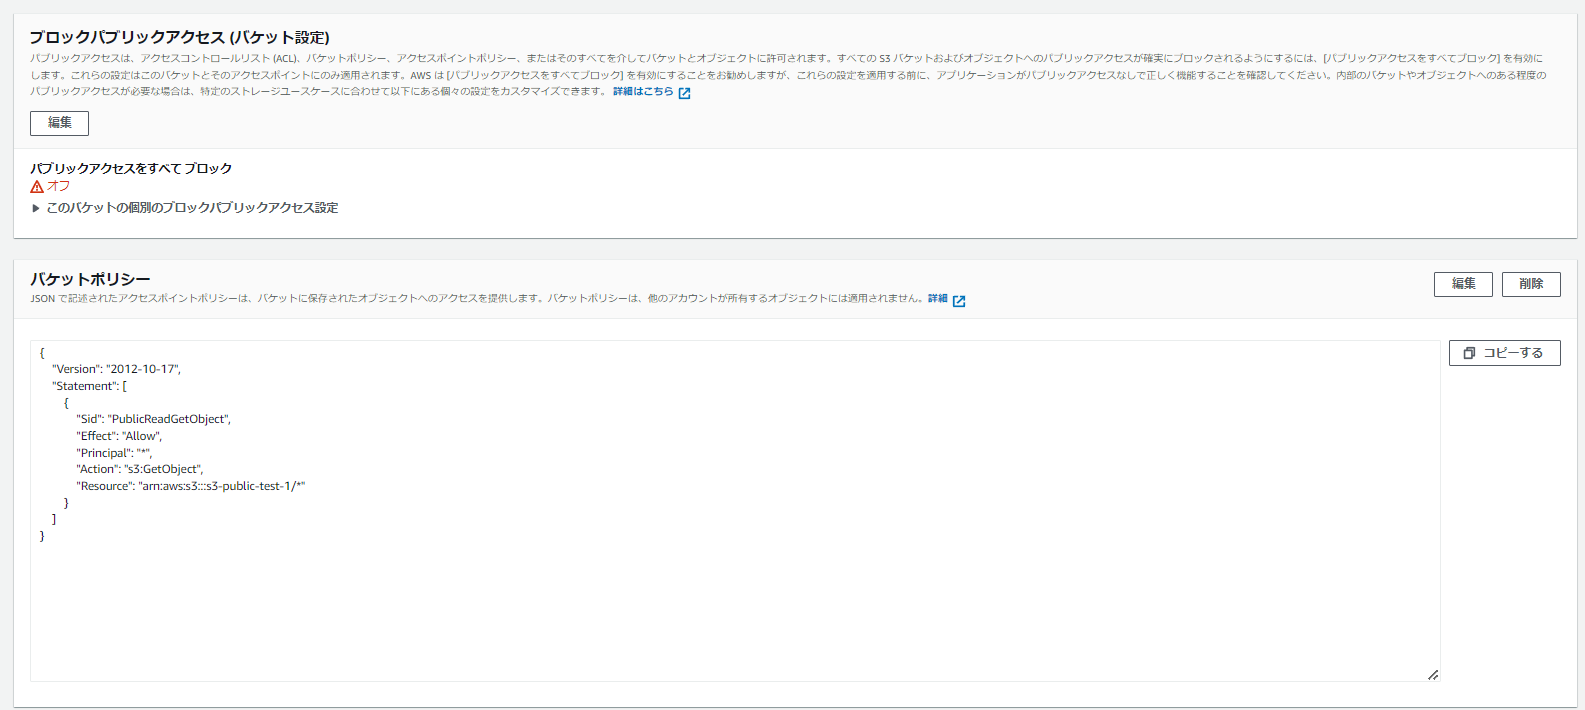 ブロックパブリックアクセス (バケット設定)
パブリックアクセスは、アクセスコントロールリスト (ACL)、バケットポリシー、アクセスポイントポリシー、またはそのすべてを介してバケットとオブジェクトに許可されます。すべての S3 バケットおよびオブジェクトへのパブリックアクセスが確実にブロックされるようにするには、[パブリックアクセスをすべてブロック] を有効に
します。これらの設定はこのバケットとそのアクセスポイントにのみ適用されます。AWS は [パブリックアクセスをすべてブロック] を有効にすることをお勧めしますが、これらの設定を適用する前に、アプリケーションがパブリックアクセスなしで正しく機能することを確認してください。内部のバケットやオブジェクトへのある程度の
パブリックアクセスが必要な場合は、特定のストレージユースケースに合わせて以下にある個々の設定をカスタマイズできます。 詳細はこちら
編集
パブリックアクセスをすべて ブロック
オフ
このバケットの個別のブロックパブリックアクセス設定
バケットポリシー
JSON で記述されたアクセスポイントポリシーは、バケットに保存されたオブジェクトへのアクセスを提供します。バケットポリシーは、他のアカウントが所有するオブジェクトには適用されません。詳細
編集
削除
コピーする
{
"Version": "2012-10-17",
"Statement": [
{
"Sid": "PublicReadGetObject",
"Effect": "Allow",
"Principal": "*",
"Action": "s3:GetObject",
"Resource": "arn:aws:s3:::s3-public-test-1/*"
}
]
}